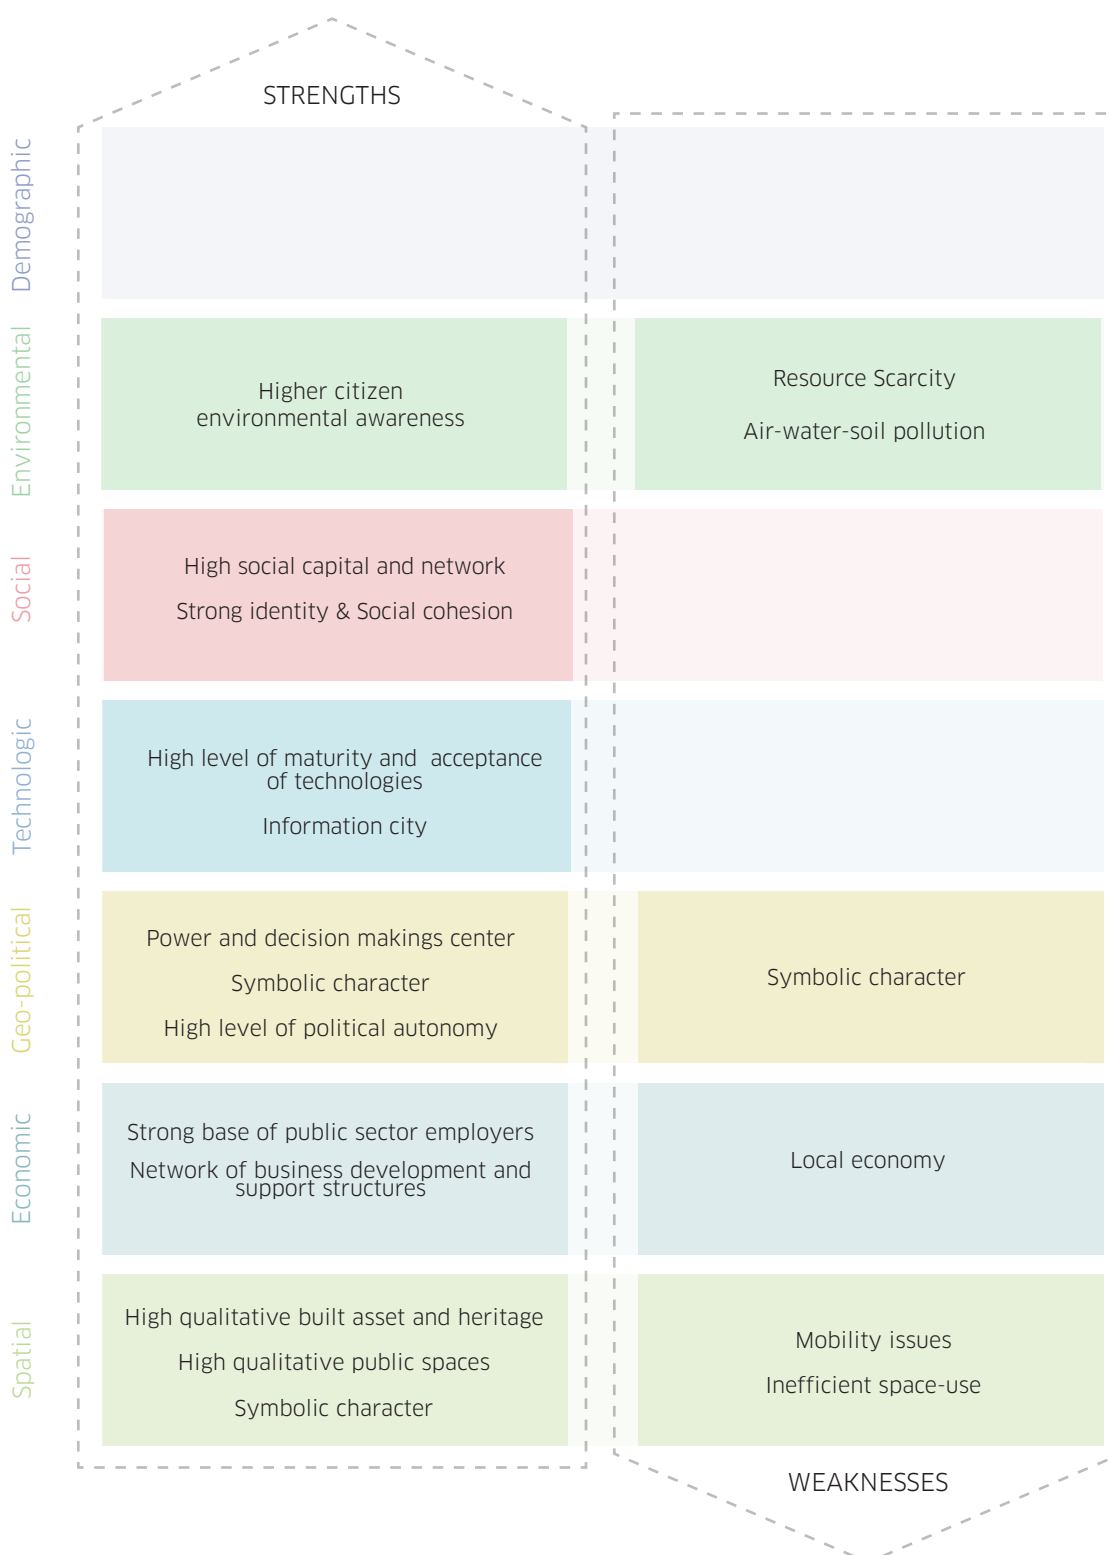 STRENGTHS
Demographic
Environmental
Higher citizen
environmental awareness
Resource Scarcity
Air-water-soil pollution
Social
High social capital and network
Strong identity & Social cohesion
Technologic
High level of maturity and acceptance
of technologies
Information city
Geo-political
Power and decision makings center
Symbolic character
High level of political autonomy
Symbolic character
Economic
Strong base of public sector employers
Network of business development and
support structures
Local economy
Spatial
High qualitative built asset and heritage
High qualitative public spaces
Symbolic character
Mobility issues
Inefficient space-use
WEAKNESSES